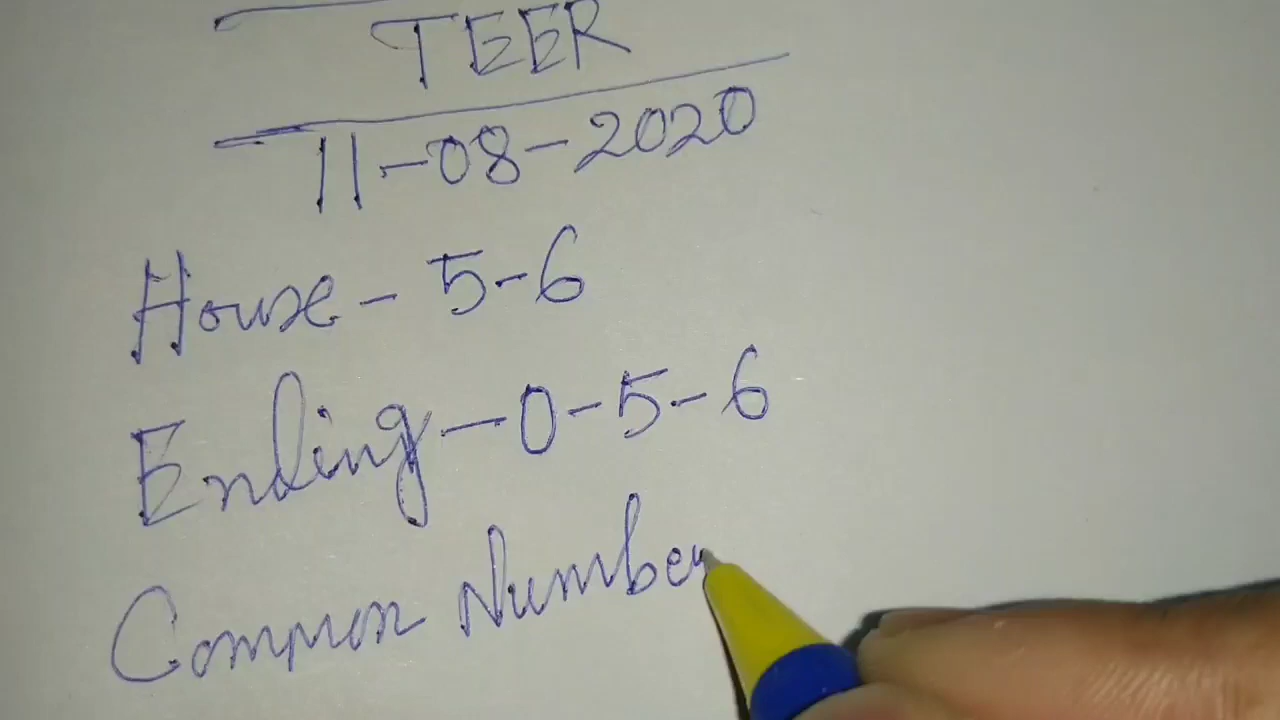 TEER
11-08-2020
House - 5-6
Ending - 0-5-6
Common Number